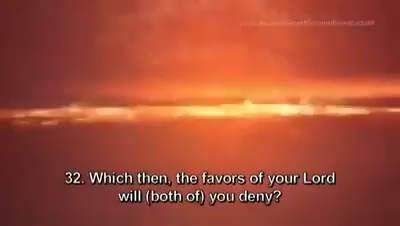 32. Which then, the favors of your Lord
will (both of) you deny?